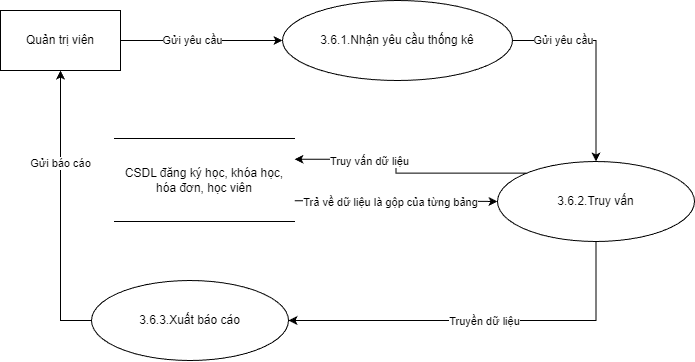 Quản trị viên
Gửi yêu cầu
3.6.1.Nhận yêu cầu thống kê
Gửi yêu cầu
Gửi báo cáo
CSDL đăng ký học, khóa học,
hóa đơn, học viên
Truy vấn dữ liệu
Trả về dữ liệu là gộp của từng bảng
3.6.2.Truy vấn
3.6.3.Xuất báo cáo
Truyền dữ liệu